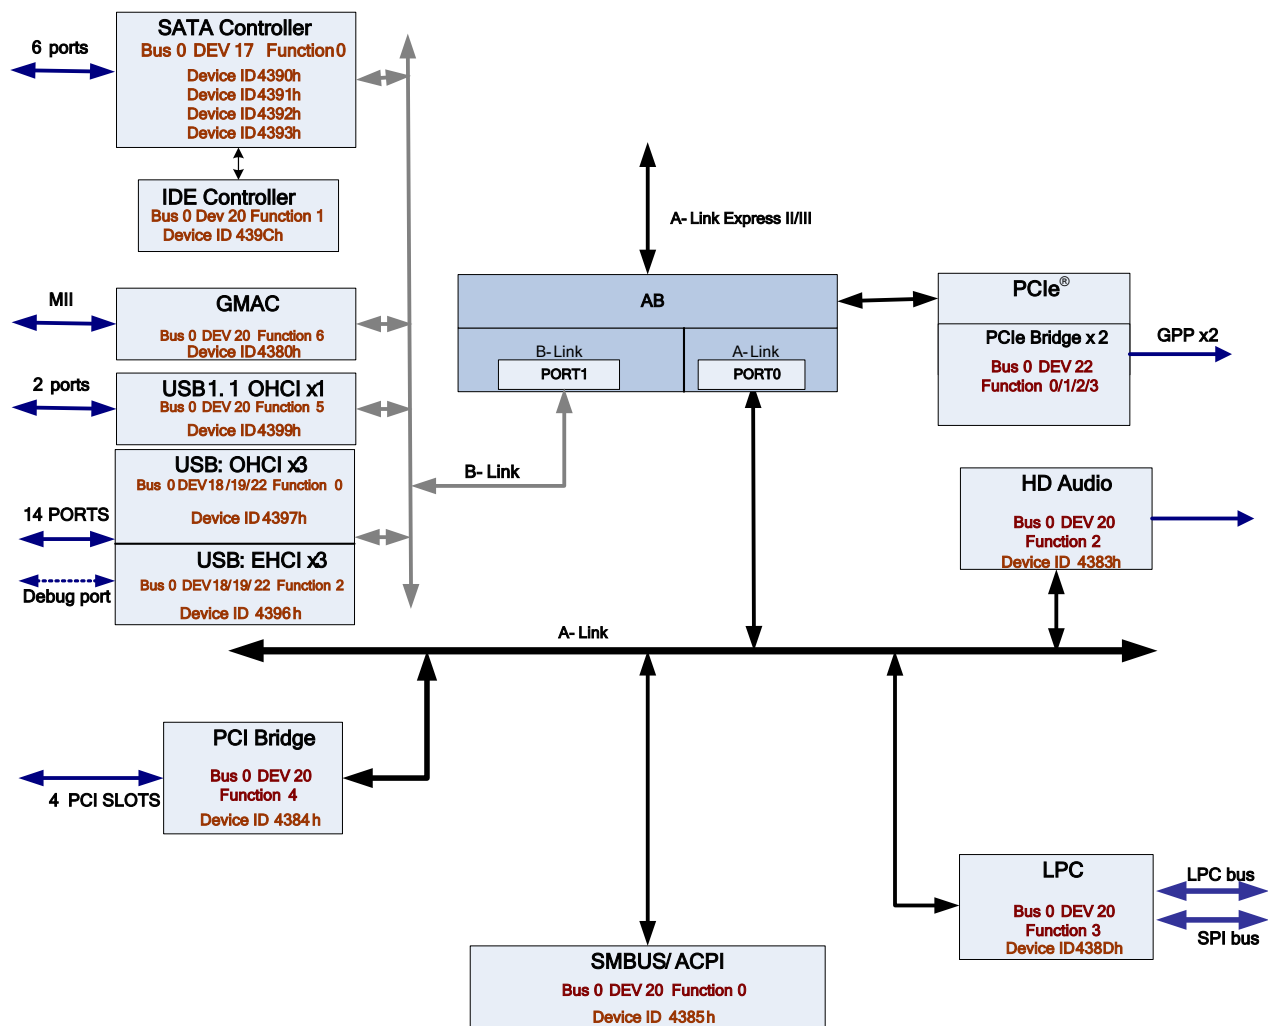 SATA Controller
Bus 0 DEV 17 Function 0
Device ID 4390h
Device ID 4391h
Device ID 4392h
Device ID 4393h
6 ports
IDE Controller
Bus 0 Dev 20 Function 1
Device ID 439Ch
MII
GMAC
Bus 0 DEV 20 Function 6
Device ID 4380h
2 ports
USB 1. 1 OHCI x1
Bus 0 DEV 20 Function 5
Device ID 4399h
USB: OHCI x3
Bus 0 DEV 18 /19/22 Function 0
Device ID 4397h
14 PORTS
USB: EHCI x3
Bus 0 DEV 18/19/ 22 Function 2
Device ID 4396 h
Debug port
A- Link Express II/III
AB
B- Link
PORT1
A- Link
PORT0
B- Link
PCIe®
PCIe Bridge x 2
Bus 0 DEV 22
Function 0/1/2/3
GPP x2
HD Audio
Bus 0 DEV 20
Function 2
Device ID 4383h
A- Link
PCI Bridge
Bus 0 DEV 20
Function 4
Device ID 4384 h
4 PCI SLOTS
LPC
Bus 0 DEV 20
Function 3
Device ID 438Dh
LPC bus
SPI bus
SMBUS/ ACPI
Bus 0 DEV 20 Function 0
Device ID 4385 h